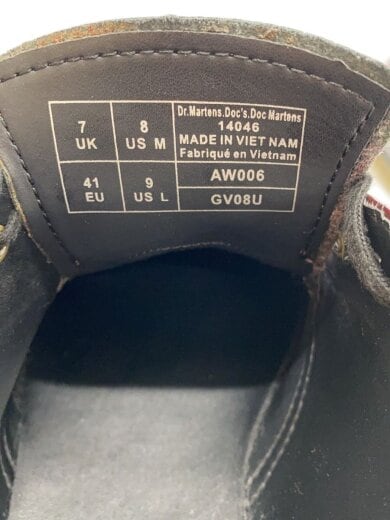 7
UK
8
US M
41
EU
9
US L
Dr.Martens.Doc's.Doc Martens
14046
MADE IN VIET NAM
Fabriqué en Vietnam
AW006
GV08U